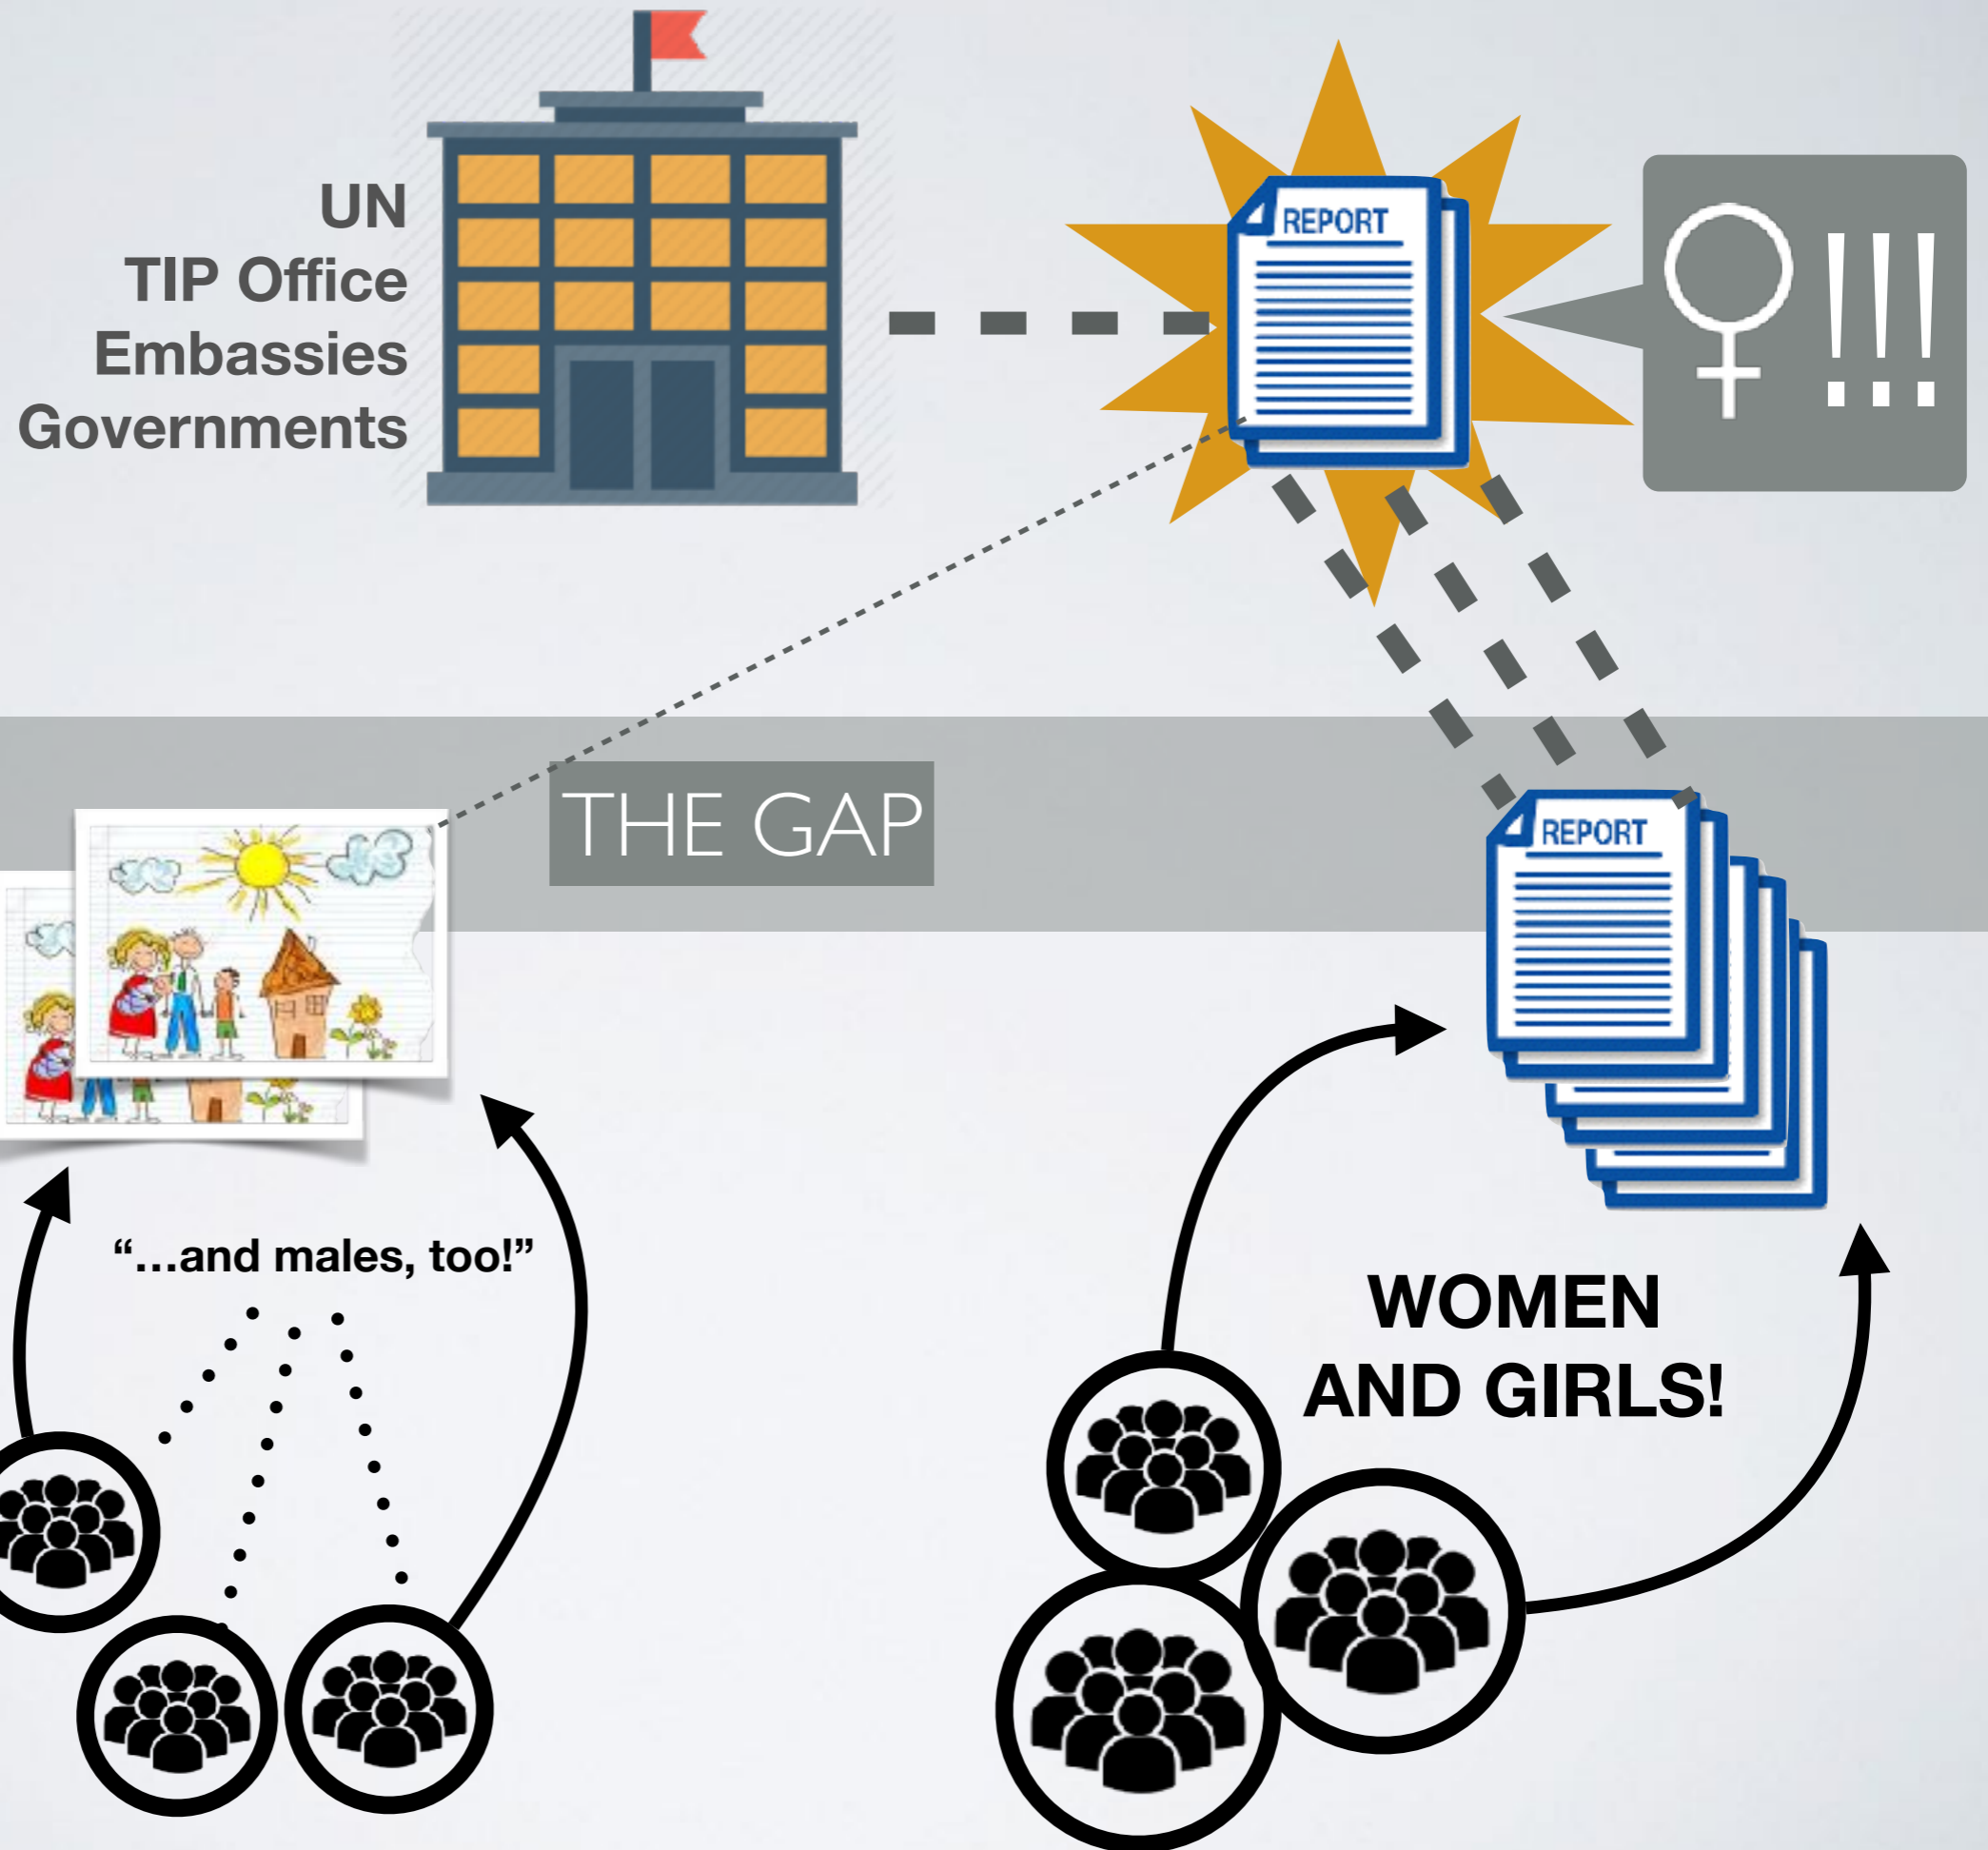 UN
TIP Office
Embassies
Governments
REPORT
!!!
THE GAP
REPORT
“...and males, too!”
WOMEN
AND GIRLS!